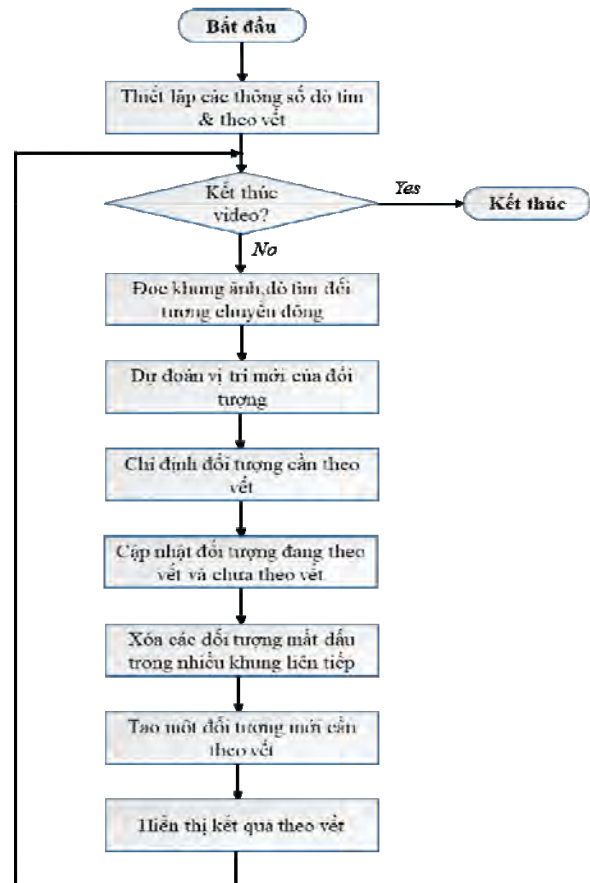 Bắt đầu
Thiết lập các thông số dò tìm
& theo vết
Kết thúc
video?
Yes
Kết thúc
No
Đọc khung ảnh,dò tìm đối
tượng chuyển động
Dự đoán vị trí mới của đối
tượng
Chỉ định đối tượng cần theo
vết
Cập nhật đối tượng đang theo
vết và chưa theo vết
Xóa các đối tượng mất dấu
trong nhiều khung liên tiếp
Tạo một đối tượng mới cần
theo vết
Hiển thị kết quả theo vết